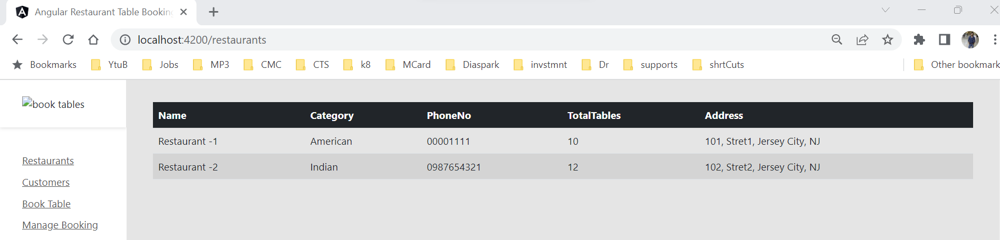 Angular Restaurant Table Bookin
localhost:4200/restaurants
Bookmarks YtuB Jobs MP3 CMC CTS k8 MCard Diaspark invstmnt Dr supports shrtCuts Other bookmark
book tables
Restaurants
Customers
Book Table
Manage Booking
Name Category PhoneNo TotalTables Address
Restaurant -1 American 00001111 10 101, Stret1, Jersey City, NJ
Restaurant -2 Indian 0987654321 12 102, Stret2, Jersey City, NJ